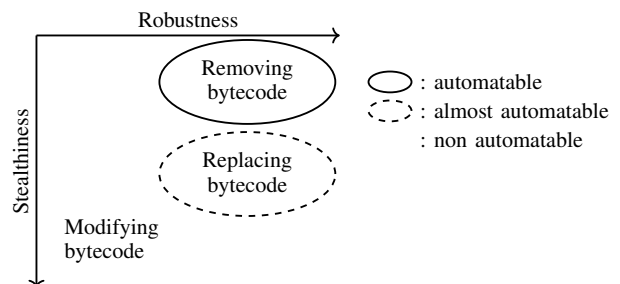 Robustness
Stealthiness
Removing
bytecode
Replacing
bytecode
Modifying
bytecode
: automatable
: almost automatable
: non automatable